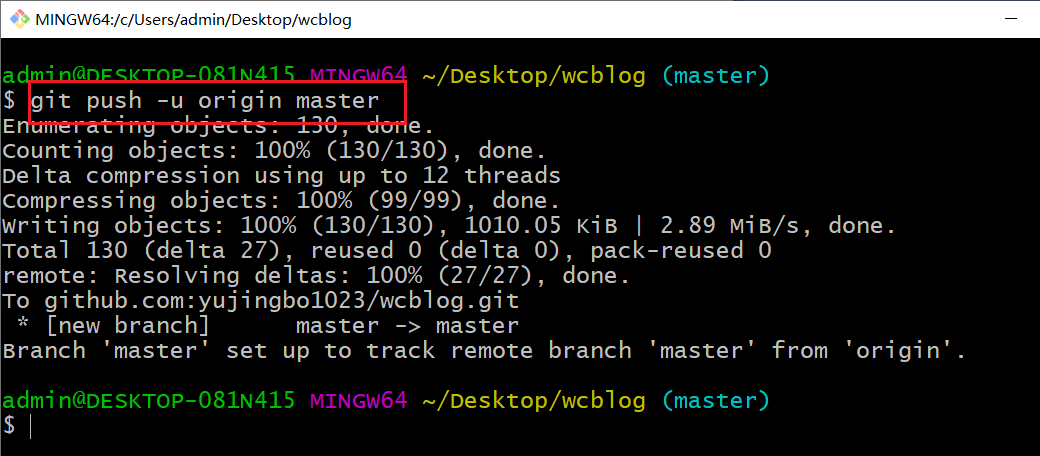 MINGW64:/c/Users/admin/Desktop/wcblog
admin@DESKTOP-081N415 MINGW64 ~/Desktop/wcblog (master)
$ git push -u origin master
Enumerating objects: 130, done.
Counting objects: 100% (130/130), done.
Delta compression using up to 12 threads
Compressing objects: 100% (99/99), done.
Writing objects: 100% (130/130), 1010.05 KiB | 2.89 MiB/s, done.
Total 130 (delta 27), reused 0 (delta 0), pack-reused 0
remote: Resolving deltas: 100% (27/27), done.
To github.com:yujingbo1023/wcblog.git
 * [new branch]      master -> master
Branch 'master' set up to track remote branch 'master' from 'origin'.
admin@DESKTOP-081N415 MINGW64 ~/Desktop/wcblog (master)
$